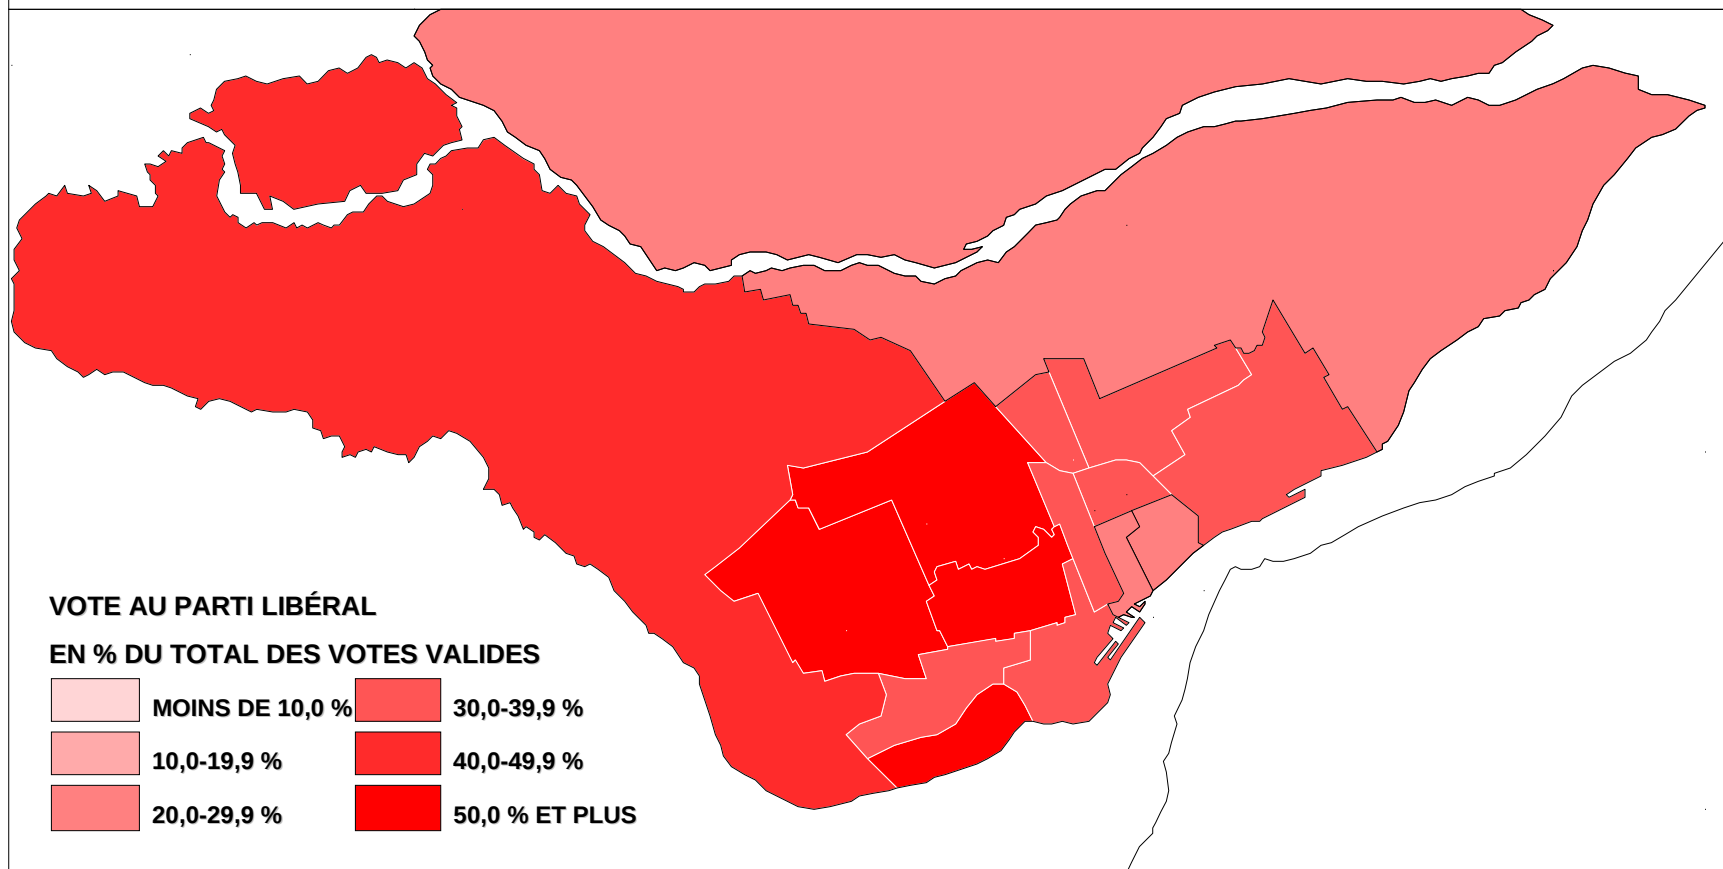 VOTE AU PARTI LIBÉRAL
EN % DU TOTAL DES VOTES VALIDES
MOINS DE 10,0 %
30,0-39,9 %
10,0-19,9 %
40,0-49,9 %
20,0-29,9 %
50,0 % ET PLUS